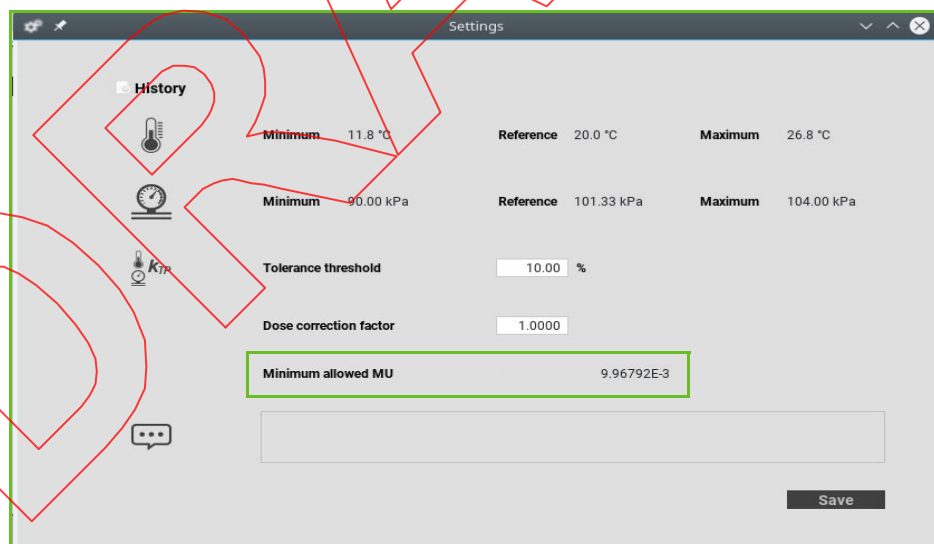 Settings
History
Minimum 11.8 °C Reference 20.0 °C Maximum 26.8 °C
Minimum 90.00 kPa Reference 101.33 kPa Maximum 104.00 kPa
kTP Tolerance threshold 10.00 %
Dose correction factor 1.0000
Minimum allowed MU 9.96792E-3
Save